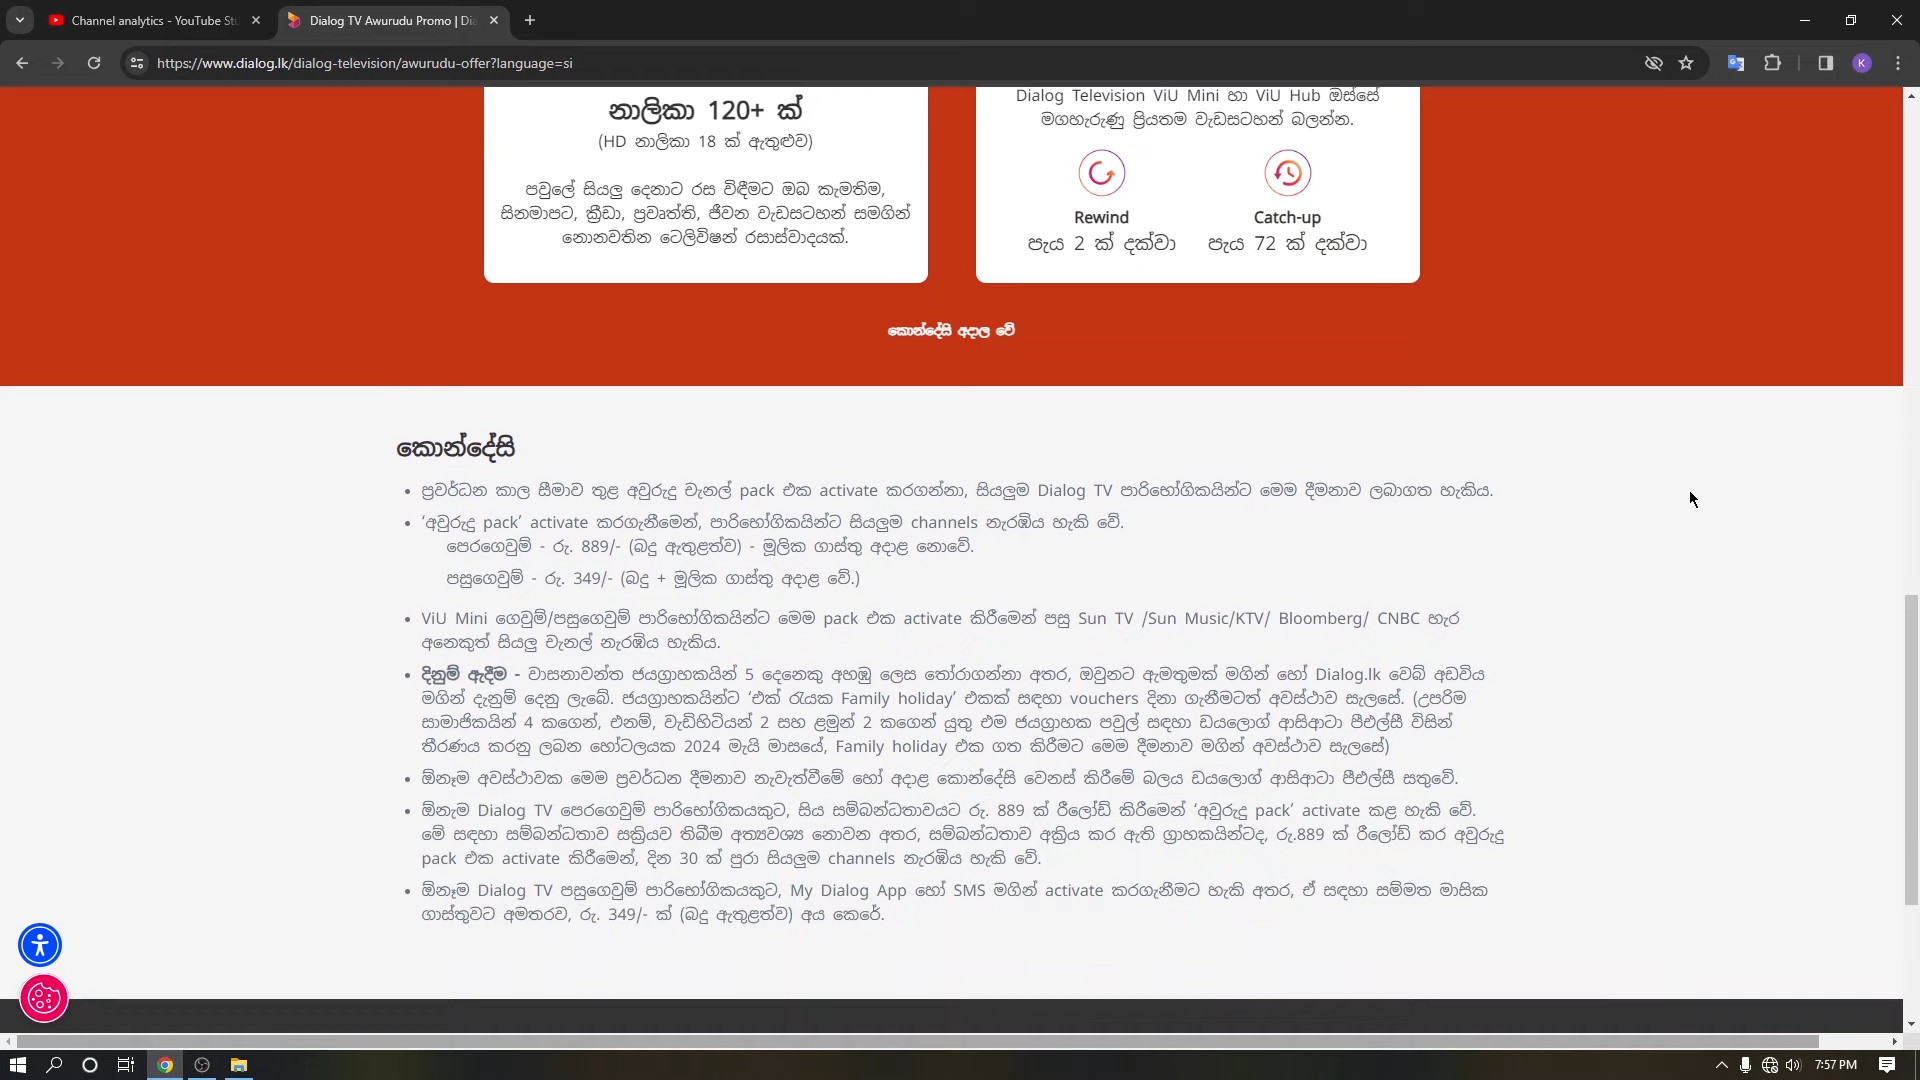 Channel analytics - YouTube St
Dialog TV Awurudu Promo | Dia
https://www.dialog.lk/dialog-television/awurudu-offer?language=si
K
නාලිකා 120+ ක්
(HD නාලිකා 18 ක් ඇතුළුව)
පවුලේ සියලු දෙනාට රස විඳීමට ඔබ කැමතිම,
සිනමාපට, ක්‍රීඩා, ප්‍රවෘත්ති, ජීවන වැඩසටහන් සමගින්
නොනවතින ටෙලිවිෂන් රසාස්වාදයක්.
Dialog Television ViU Mini හා ViU Hub ඔස්සේ
මගහැරුණු ප්‍රියතම වැඩසටහන් බලන්න.
Rewind
පැය 2 ක් දක්වා
Catch-up
පැය 72 ක් දක්වා
කොන්දේසි අදාල වේ
කොන්දේසි
• ප්‍රවර්ධන කාල සීමාව තුළ අවුරුදු චැනල් pack එක activate කරගන්නා, සියලුම Dialog TV පාරිභෝගිකයින්ට මෙම දීමනාව ලබාගත හැකිය.
• ‘අවුරුදු pack’ activate කරගැනීමෙන්, පාරිභෝගිකයින්ට සියලුම channels නැරඹිය හැකි වේ.
පෙරගෙවුම් - රු. 889/- (බදු ඇතුළත්ව) - මූලික ගාස්තු අදාළ නොවේ.
පසුගෙවුම් - රු. 349/- (බදු + මූලික ගාස්තු අදාළ වේ.)
• ViU Mini ගෙවුම්/පසුගෙවුම් පාරිභෝගිකයින්ට මෙම pack එක activate කිරීමෙන් පසු Sun TV /Sun Music/KTV/ Bloomberg/ CNBC හැර
අනෙකුත් සියලු චැනල් නැරඹිය හැකිය.
• දිනුම් ඇදීම - වාසනාවන්ත ජයග්‍රාහකයින් 5 දෙනෙකු අහඹු ලෙස තෝරාගන්නා අතර, ඔවුනට ඇමතුමක් මගින් හෝ Dialog.lk වෙබ් අඩවිය
මගින් දැනුම් දෙනු ලැබේ. ජයග්‍රාහකයින්ට ‘එක් රැයක Family holiday’ එකක් සඳහා vouchers දිනා ගැනීමටත් අවස්ථාව සැලසේ. (උපරිම
සාමාජිකයින් 4 කගෙන්, එනම්, වැඩිහිටියන් 2 සහ ළමුන් 2 කගෙන් යුතු එම ජයග්‍රාහක පවුල් සඳහා ඩයලොග් ආසිආටා පීඑල්සී විසින්
තීරණය කරනු ලබන හෝටලයක 2024 මැයි මාසයේ, Family holiday එක ගත කිරීමට මෙම දීමනාව මගින් අවස්ථාව සැලසේ)
• ඕනෑම අවස්ථාවක මෙම ප්‍රවර්ධන දීමනාව නැවැත්වීමේ හෝ අදාළ කොන්දේසි වෙනස් කිරීමේ බලය ඩයලොග් ආසිආටා පීඑල්සී සතුවේ.
• ඕනැම Dialog TV පෙරගෙවුම් පාරිභෝගිකයකුට, සිය සම්බන්ධතාවයට රු. 889 ක් රීලෝඩ් කිරීමෙන් ‘අවුරුදු pack’ activate කළ හැකි වේ.
මේ සඳහා සම්බන්ධතාව සක්‍රියව තිබීම අත්‍යවශ්‍ය නොවන අතර, සම්බන්ධතාව අක්‍රිය කර ඇති ග්‍රාහකයින්ටද, රු.889 ක් රීලෝඩ් කර අවුරුදු
pack එක activate කිරීමෙන්, දින 30 ක් පුරා සියලුම channels නැරඹිය හැකි වේ.
• ඕනෑම Dialog TV පසුගෙවුම් පාරිභෝගිකයකුට, My Dialog App හෝ SMS මගින් activate කරගැනීමට හැකි අතර, ඒ සඳහා සම්මත මාසික
ගාස්තුවට අමතරව, රු. 349/- ක් (බදු ඇතුළත්ව) අය කෙරේ.
7:57 PM